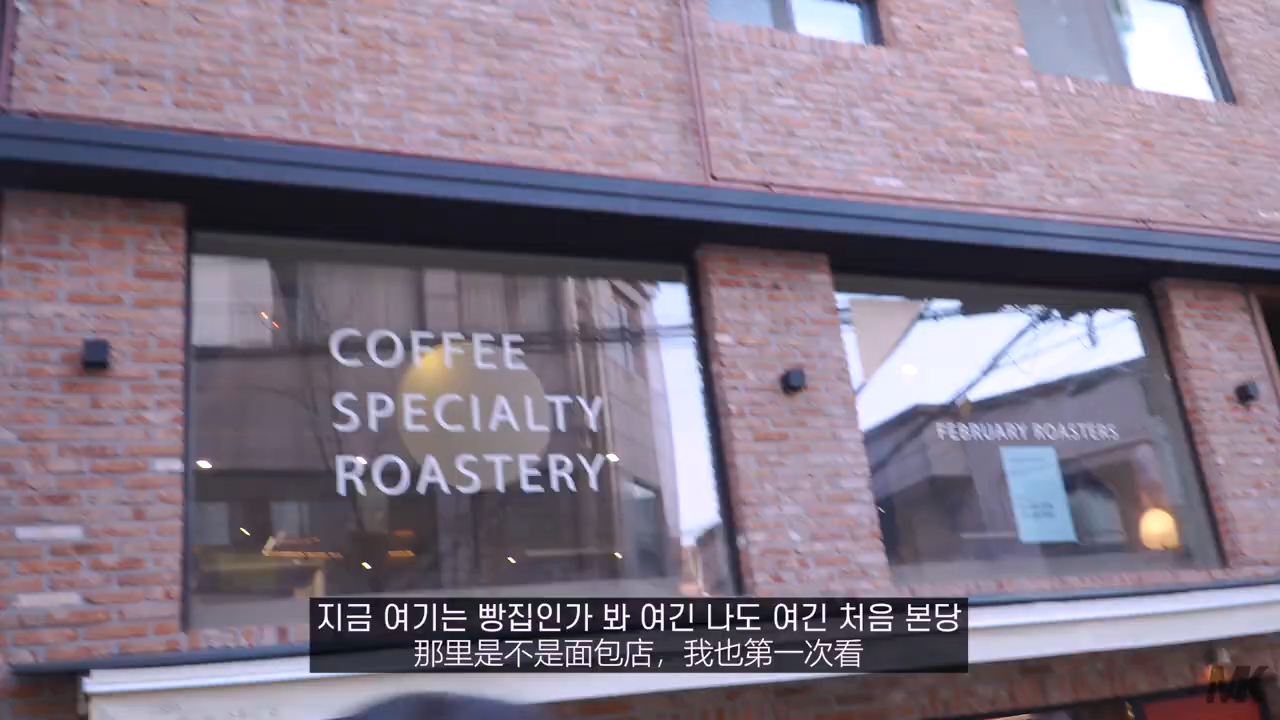 COFFEE
SPECIALTY
ROASTERY
FEBRUARY ROASTERS
지금 여기는 빵집인가 봐 여긴 나도 여긴 처음 본당
那里是不是面包店，我也第一次看
MK